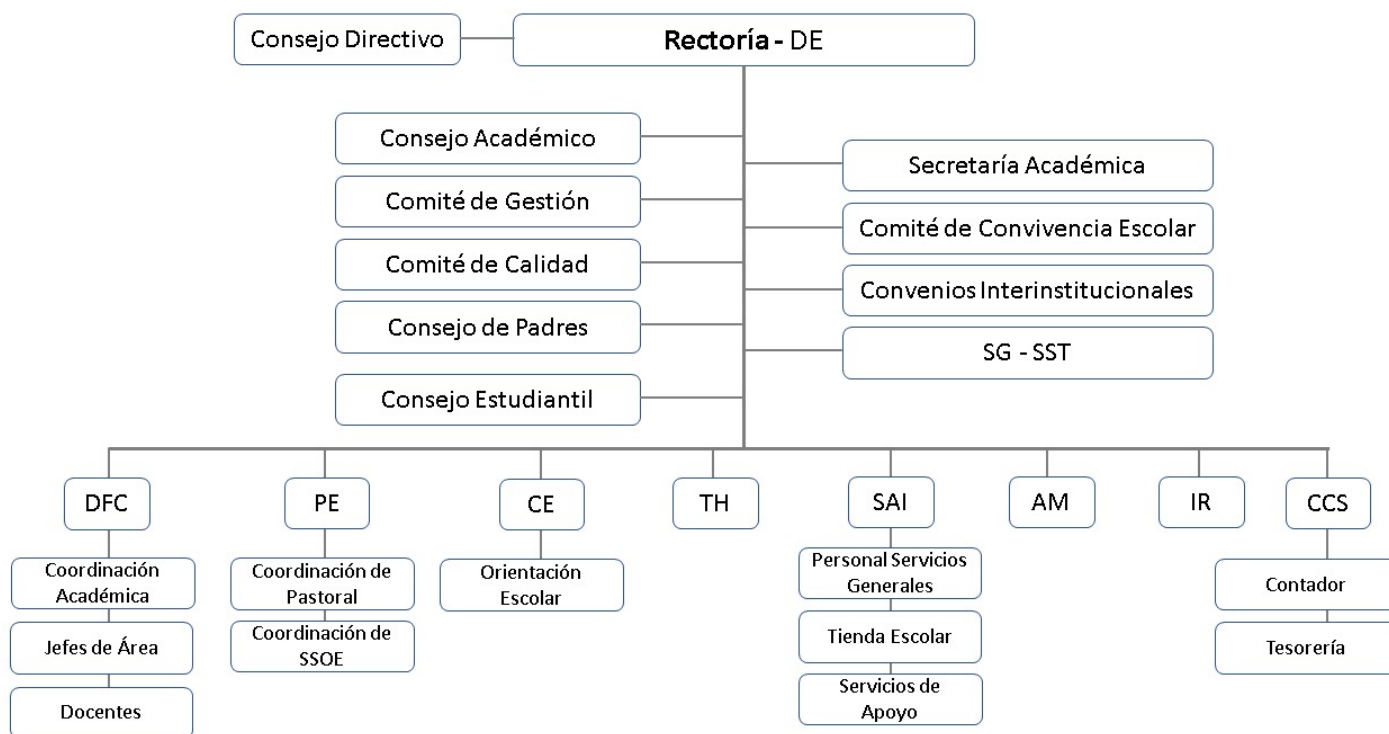 Consejo Directivo
Rectoría - DE
Consejo Académico
Comité de Gestión
Comité de Calidad
Consejo de Padres
Consejo Estudiantil
Secretaría Académica
Comité de Convivencia Escolar
Convenios Interinstitucionales
SG - SST
DFC
PE
CE
TH
SAI
AM
IR
CCS
Coordinación
Académica
Jefes de Área
Docentes
Coordinación de
Pastoral
Coordinación de
SSOE
Orientación
Escolar
Personal Servicios
Generales
Tienda Escolar
Servicios de
Apoyo
Contador
Tesorería